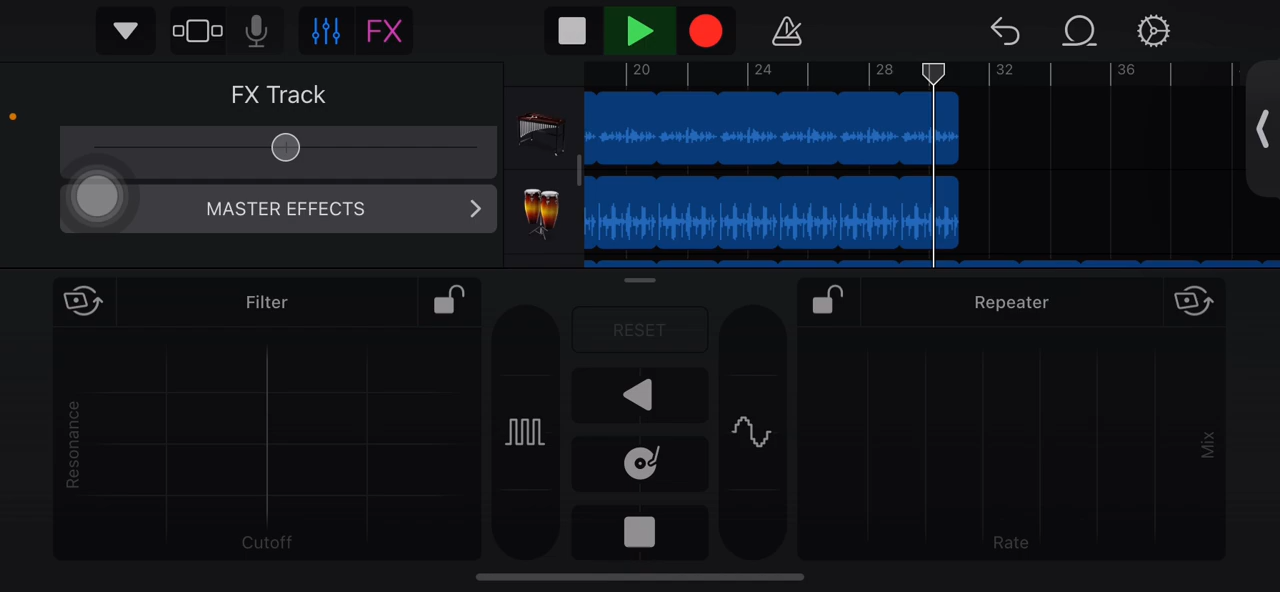 FX
20
24
28
32
36
FX Track
MASTER EFFECTS
Filter
Resonance
Cutoff
RESET
Repeater
Mix
Rate